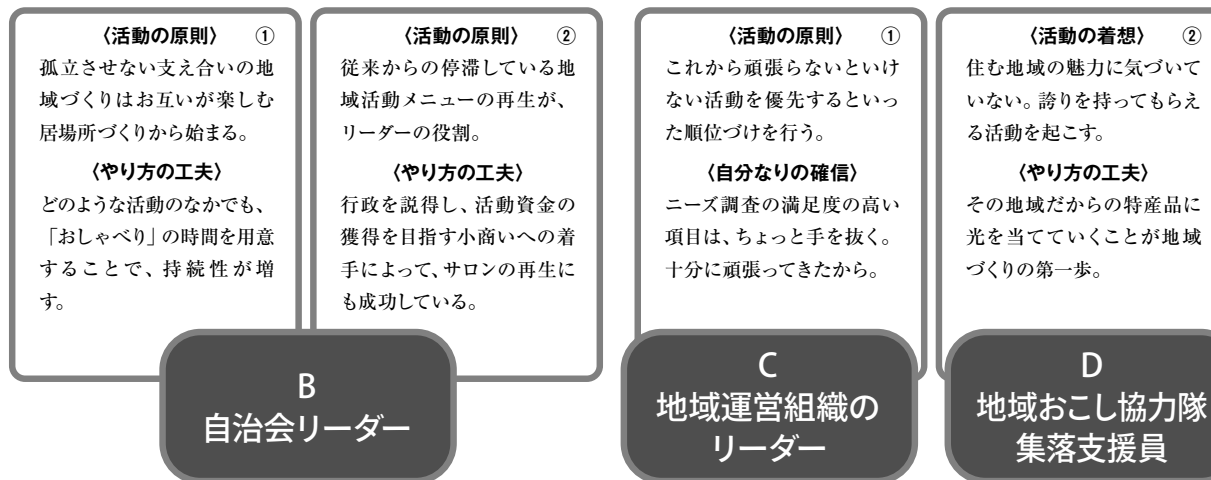 〈活動の原則〉 ①
孤立させない支え合いの地
域づくりはお互いが楽しむ
居場所づくりから始まる。
〈やり方の工夫〉
どのような活動のなかでも、
「おしゃべり」の時間を用意
することで、持続性が増
す。
〈活動の原則〉 ②
従来からの停滞している地
域活動メニューの再生が、
リーダーの役割。
〈やり方の工夫〉
行政を説得し、活動資金の
獲得を目指す小商いへの着
手によって、サロンの再生に
も成功している。
B
自治会リーダー
〈活動の原則〉 ①
これから頑張らないといけ
ない活動を優先するといっ
た順位づけを行う。
〈自分なりの確信〉
ニーズ調査の満足度の高い
項目は、ちょっと手を抜く。
十分に頑張ってきたから。
C
地域運営組織の
リーダー
〈活動の着想〉 ②
住む地域の魅力に気づいて
いない。誇りを持ってもらえ
る活動を起こす。
〈やり方の工夫〉
その地域だからの特産品に
光を当てていくことが地域
づくりの第一歩。
D
地域おこし協力隊
集落支援員